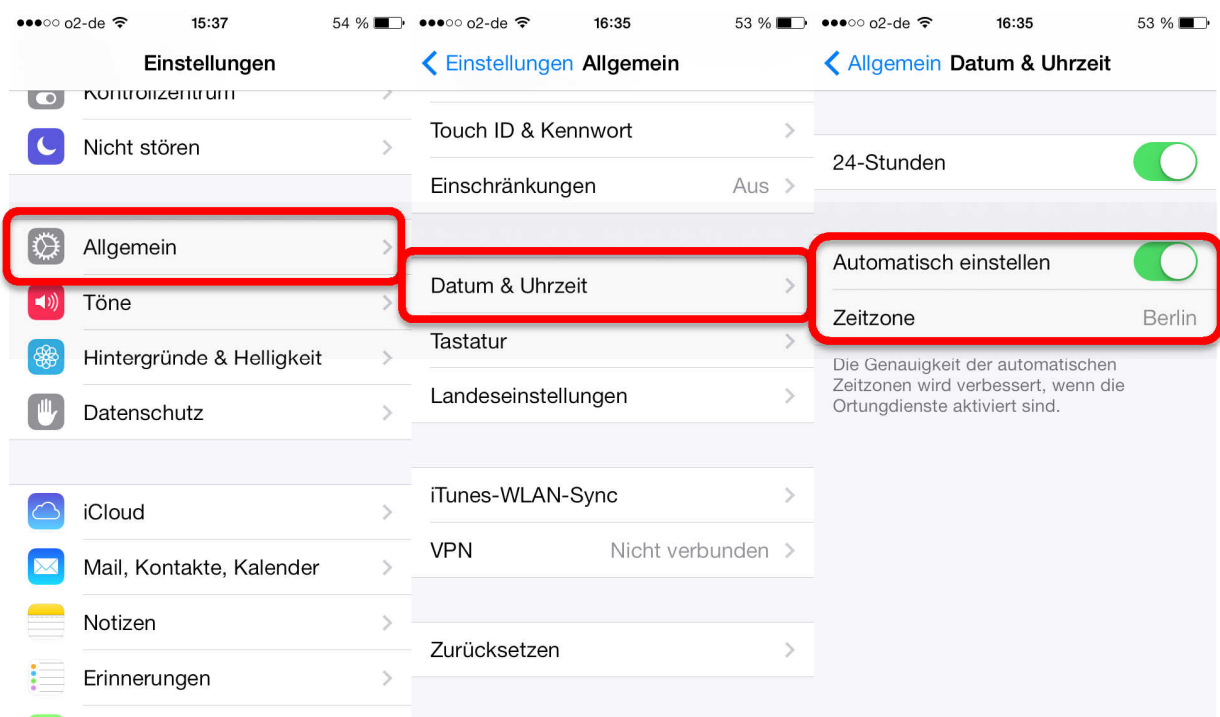 o2-de 15:37 54 %
Einstellungen
Kontrollzentrum
Nicht stören
Allgemein
Töne
Hintergründe & Helligkeit
Datenschutz
iCloud
Mail, Kontakte, Kalender
Notizen
Erinnerungen
o2-de 16:35 53 %
Einstellungen Allgemein
Touch ID & Kennwort
Einschränkungen Aus
Datum & Uhrzeit
Tastatur
Landeseinstellungen
iTunes-WLAN-Sync
VPN Nicht verbunden
Zurücksetzen
o2-de 16:35 53 %
Allgemein Datum & Uhrzeit
24-Stunden
Automatisch einstellen
Zeitzone Berlin
Die Genauigkeit der automatischen
Zeitzonen wird verbessert, wenn die
Ortungdienste aktiviert sind.